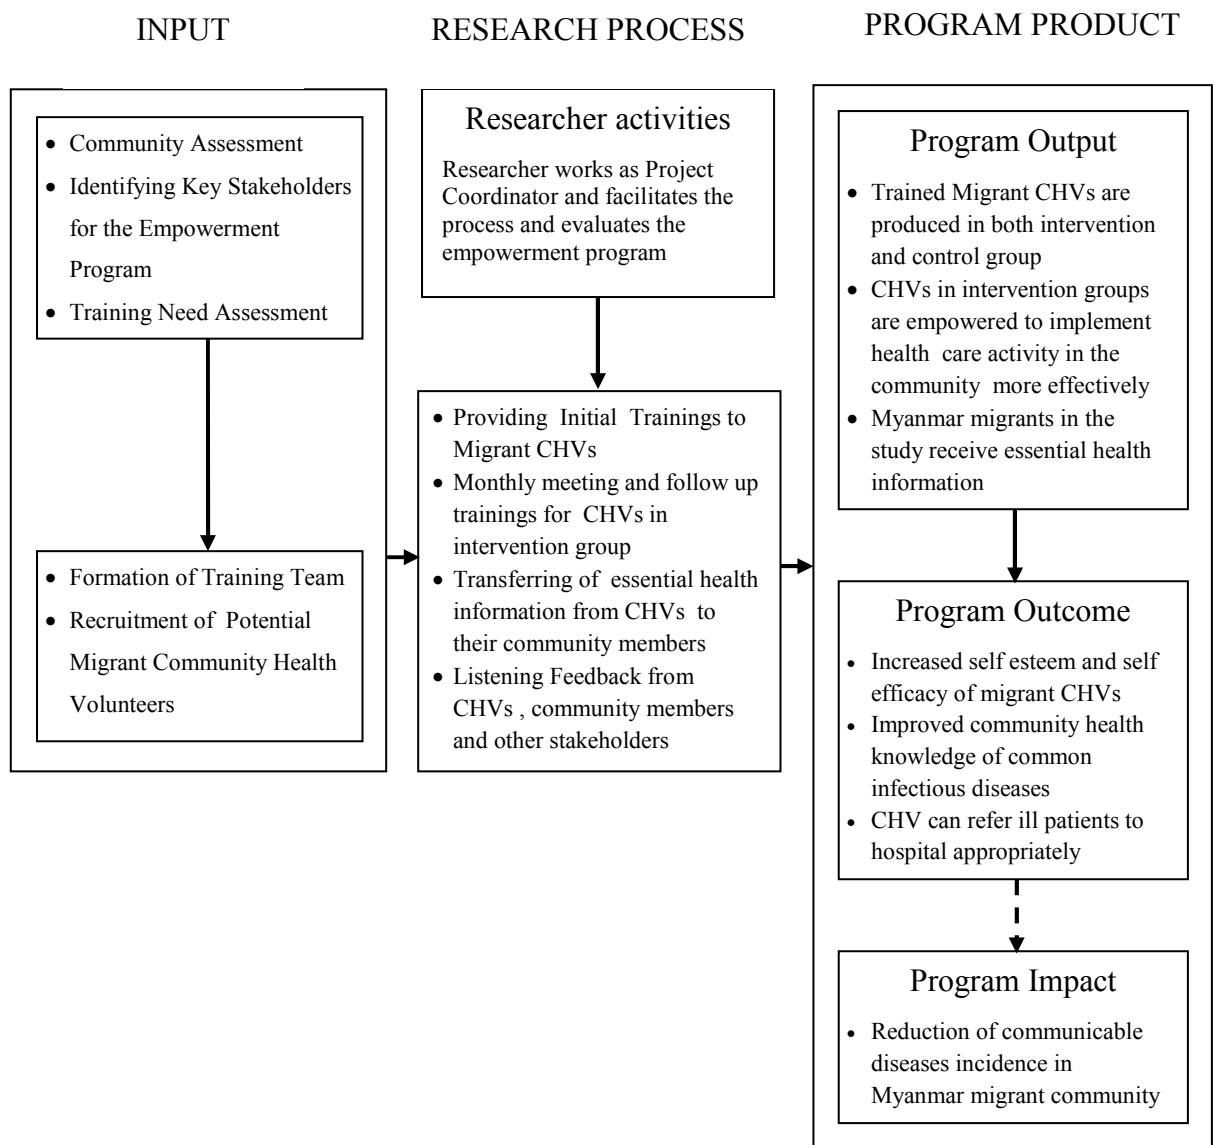 INPUT
RESEARCH PROCESS
PROGRAM PRODUCT
• Community Assessment
• Identifying Key Stakeholders
for the Empowerment
Program
• Training Need Assessment
• Formation of Training Team
• Recruitment of Potential
Migrant Community Health
Volunteers
Researcher activities
Researcher works as Project
Coordinator and facilitates the
process and evaluates the
empowerment program
• Providing Initial Trainings to
Migrant CHVs
• Monthly meeting and follow up
trainings for CHVs in
intervention group
• Transferring of essential health
information from CHVs to
their community members
• Listening Feedback from
CHVs , community members
and other stakeholders
Program Output
• Trained Migrant CHVs are
produced in both intervention
and control group
• CHVs in intervention groups
are empowered to implement
health care activity in the
community more effectively
• Myanmar migrants in the
study receive essential health
information
Program Outcome
• Increased self esteem and self
efficacy of migrant CHVs
• Improved community health
knowledge of common
infectious diseases
• CHV can refer ill patients to
hospital appropriately
Program Impact
• Reduction of communicable
diseases incidence in
Myanmar migrant community